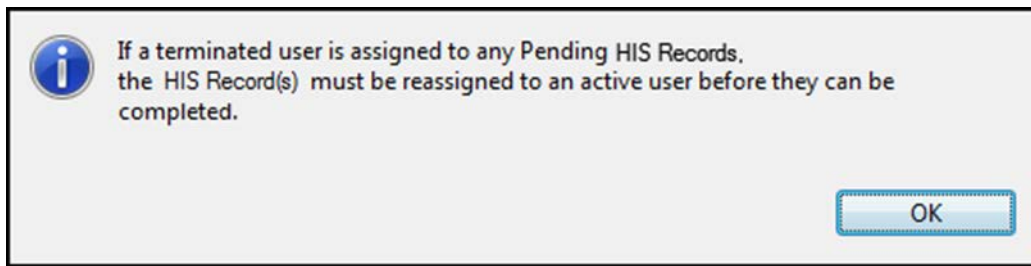 If a terminated user is assigned to any Pending HIS Records,
the HIS Record(s) must be reassigned to an active user before they can be
completed.
OK